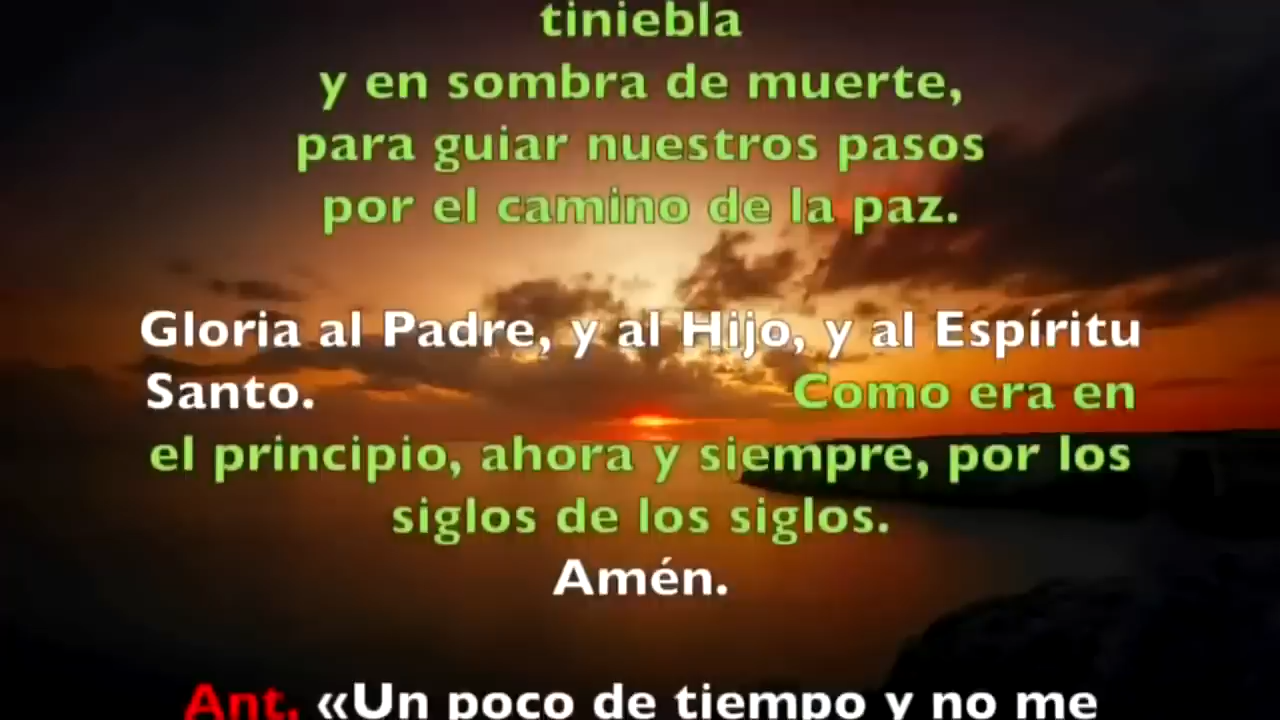 tiniebla
y en sombra de muerte,
para guiar nuestros pasos
por el camino de la paz.
Gloria al Padre, y al Hijo, y al Espíritu
Santo. Como era en
el principio, ahora y siempre, por los
siglos de los siglos.
Amén.
Ant. «Un poco de tiempo y no me